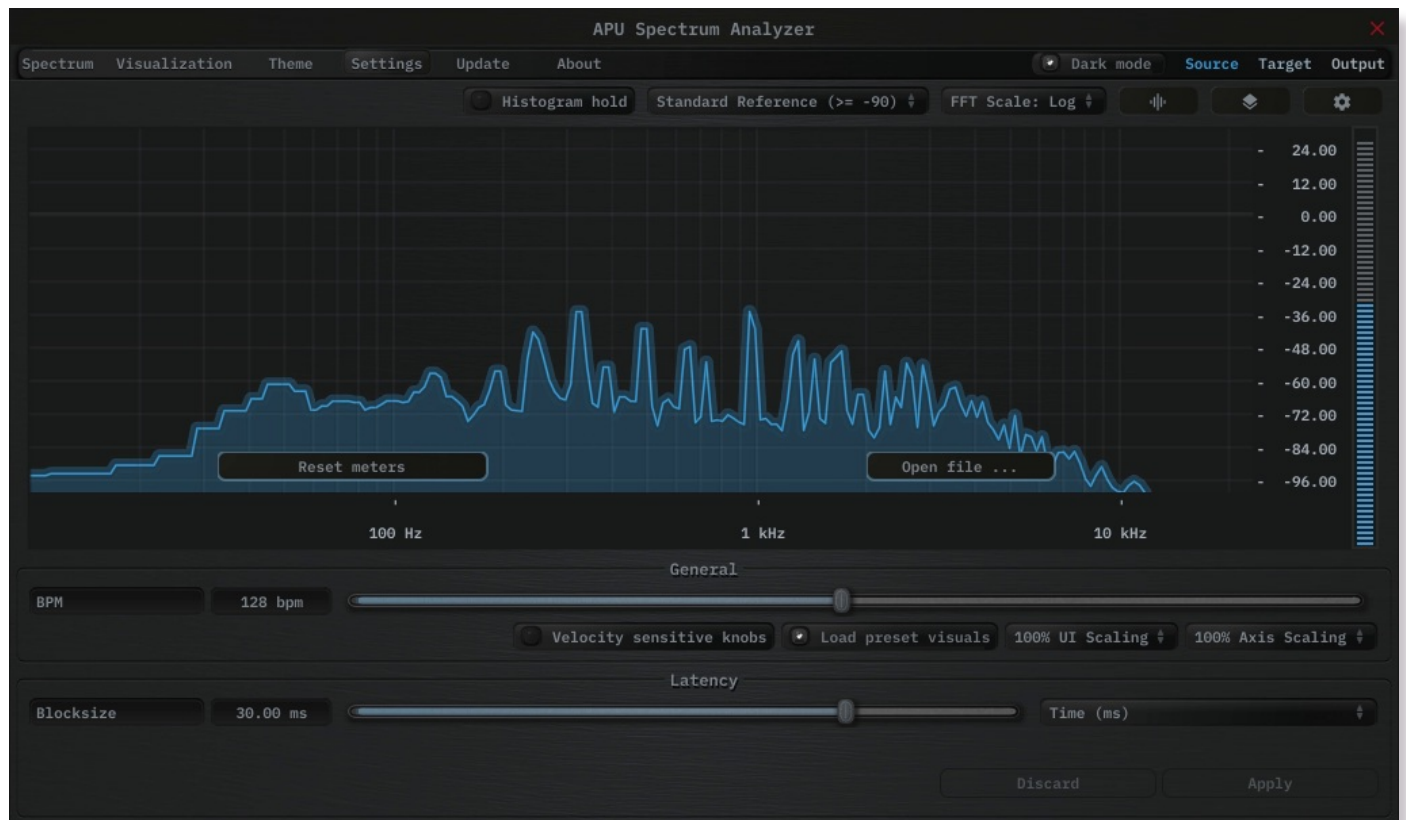 APU Spectrum Analyzer
Spectrum Visualization Theme Settings Update About Dark mode Source Target Output
Histogram hold Standard Reference (>= -90) FFT Scale: Log
- 24.00
- 12.00
- 0.00
- -12.00
- -24.00
- -36.00
- -48.00
- -60.00
- -72.00
- -84.00
Reset meters Open file ...
- -96.00
100 Hz 1 kHz 10 kHz
General
BPM 128 bpm
Velocity sensitive knobs Load preset visuals 100% UI Scaling 100% Axis Scaling
Latency
Blocksize 30.00 ms Time (ms)
Discard Apply